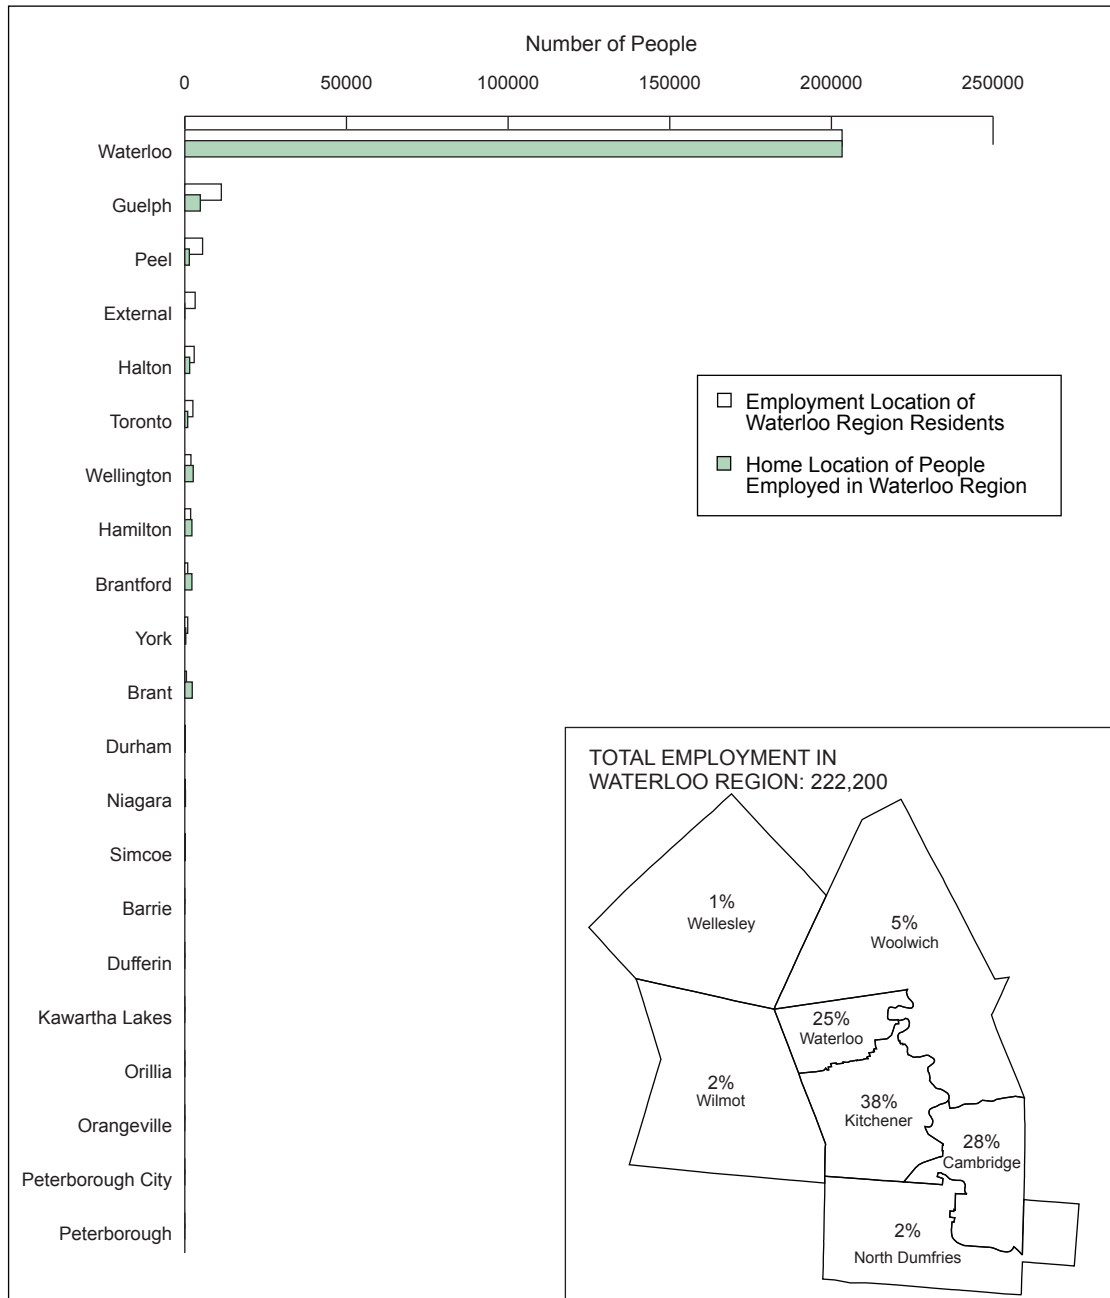 Number of People
0 50000 100000 150000 200000 250000
Waterloo
Guelph
Peel
External
Halton
Toronto
Wellington
Hamilton
Brantford
York
Brant
Durham
Niagara
Simcoe
Barrie
Dufferin
Kawartha Lakes
Orillia
Orangeville
Peterborough City
Peterborough
Employment Location of
Waterloo Region Residents
Home Location of People
Employed in Waterloo Region
TOTAL EMPLOYMENT IN
WATERLOO REGION: 222,200
1%
Wellesley
5%
Woolwich
25%
Waterloo
2%
Wilmot
38%
Kitchener
28%
Cambridge
2%
North Dumfries